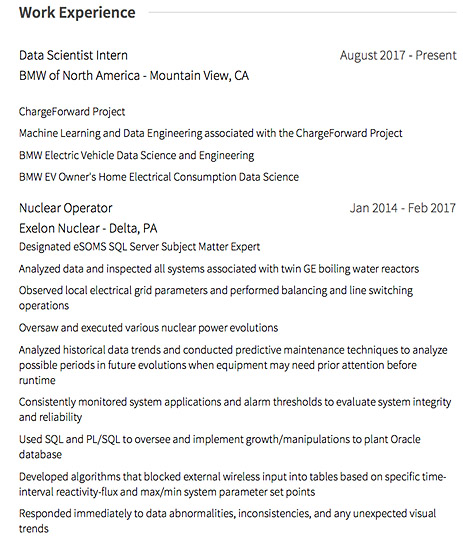 Work Experience
Data Scientist Intern August 2017 - Present
BMW of North America - Mountain View, CA
ChargeForward Project
Machine Learning and Data Engineering associated with the ChargeForward Project
BMW Electric Vehicle Data Science and Engineering
BMW EV Owner's Home Electrical Consumption Data Science
Nuclear Operator Jan 2014 - Feb 2017
Exelon Nuclear - Delta, PA
Designated eSOMS SQL Server Subject Matter Expert
Analyzed data and inspected all systems associated with twin GE boiling water reactors
Observed local electrical grid parameters and performed balancing and line switching
operations
Oversaw and executed various nuclear power evolutions
Analyzed historical data trends and conducted predictive maintenance techniques to analyze
possible periods in future evolutions when equipment may need prior attention before
runtime
Consistently monitored system applications and alarm thresholds to evaluate system integrity
and reliability
Used SQL and PL/SQL to oversee and implement growth/manipulations to plant Oracle
database
Developed algorithms that blocked external wireless input into tables based on specific time-
interval reactivity-flux and max/min system parameter set points
Responded immediately to data abnormalities, inconsistencies, and any unexpected visual
trends